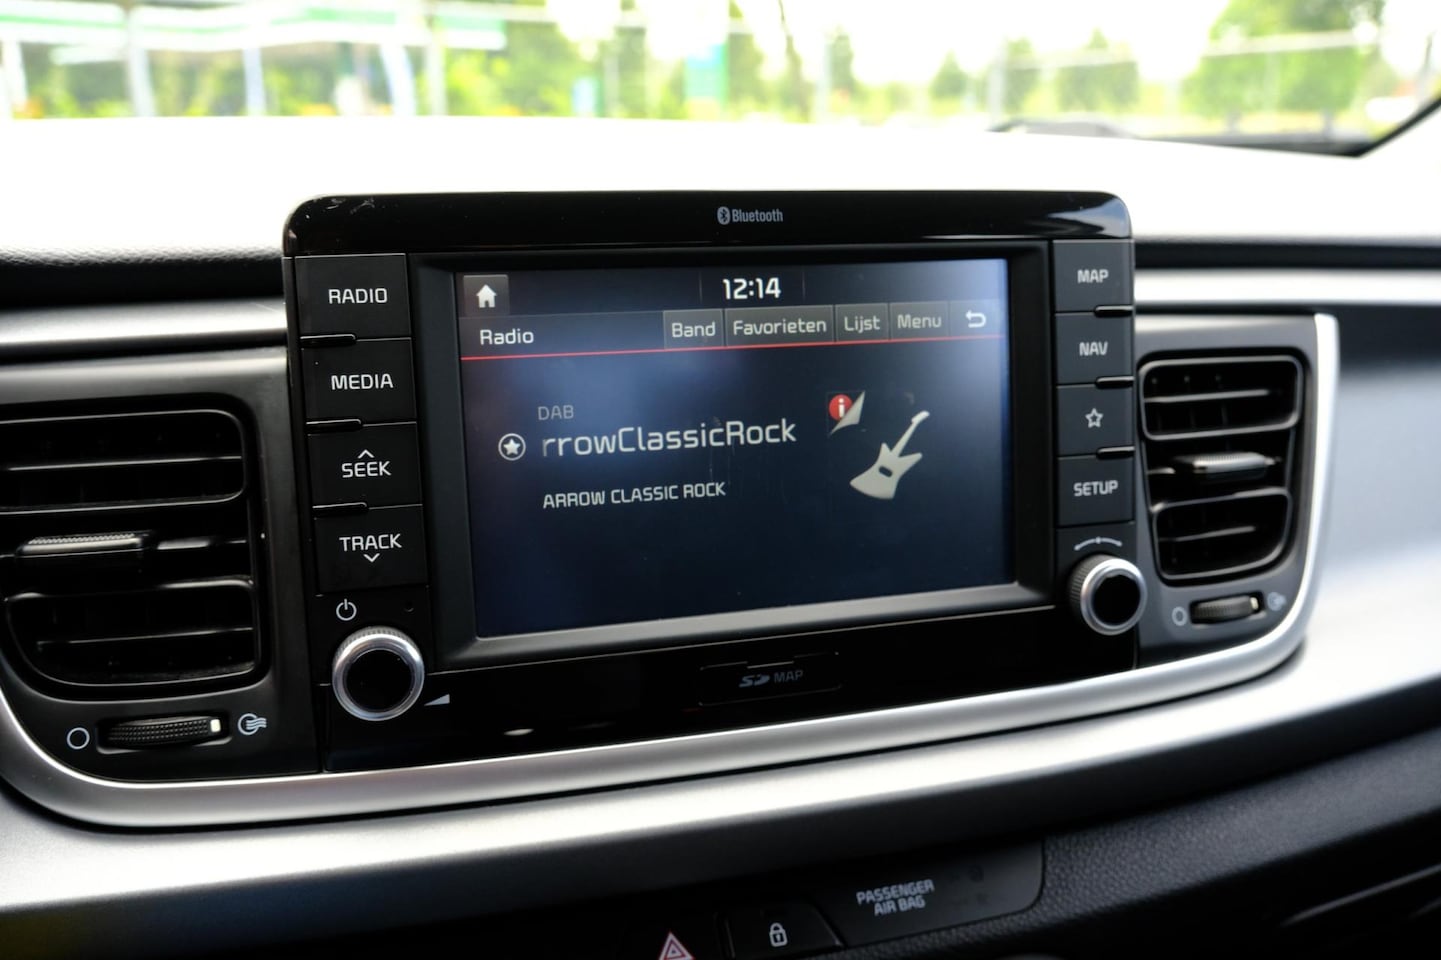 Bluetooth
RADIO
MEDIA
SEEK
TRACK
12:14
Radio
Band
Favorieten
Lijst
Menu
DAB
rrowClassicRock
ARROW CLASSIC ROCK
i
MAP
NAV
SETUP
SD MAP
PASSENGER
AIR BAG